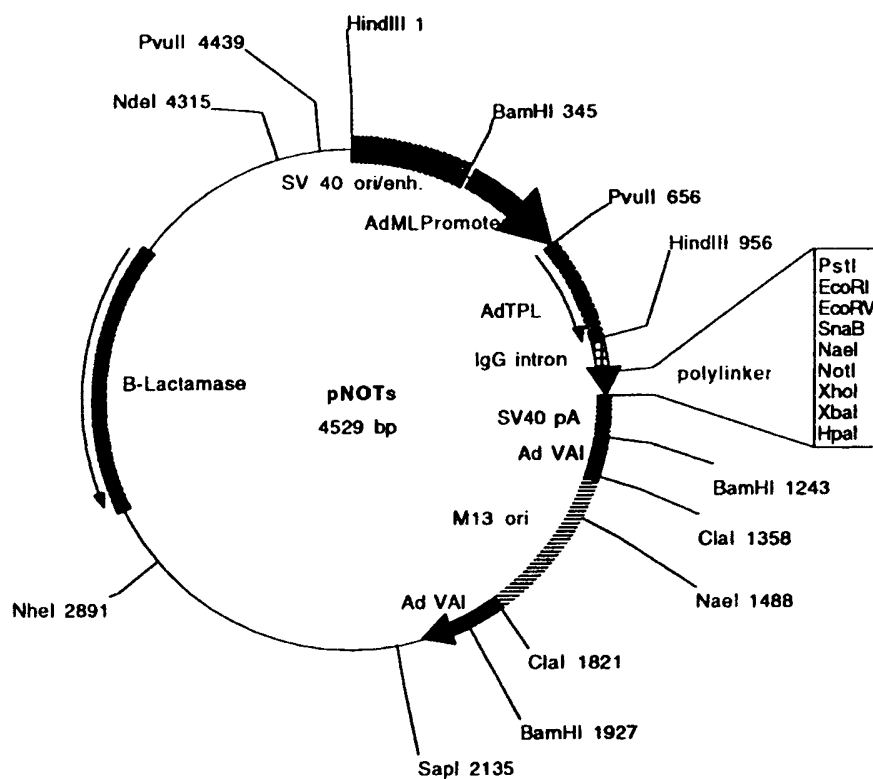 HindIII 1
PvuII 4439
NdeI 4315
BamHI 345
SV 40 ori/enh.
AdMLPromote
PvuII 656
HindIII 956
PstI
EcoRI
EcoRV
SnaB
NaeI
NotI
XhoI
XbaI
HpaI
AdTPL
IgG intron
polylinker
B-Lactamase
pNOTs
4529 bp
SV40 pA
Ad VAI
BamHI 1243
M13 ori
ClaI 1358
NaeI 1488
NheI 2891
Ad VAI
ClaI 1821
BamHI 1927
SapI 2135